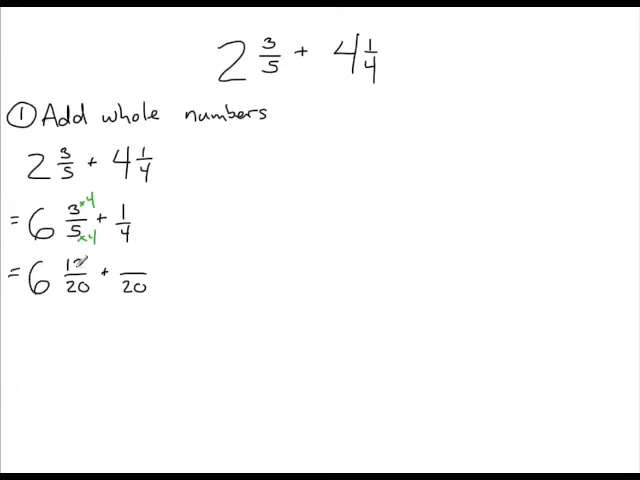 2 3/5 + 4 1/4
① Add whole numbers
2 3/5 + 4 1/4
= 6 3×4/5×4 + 1/4
= 6 12/20 + /20